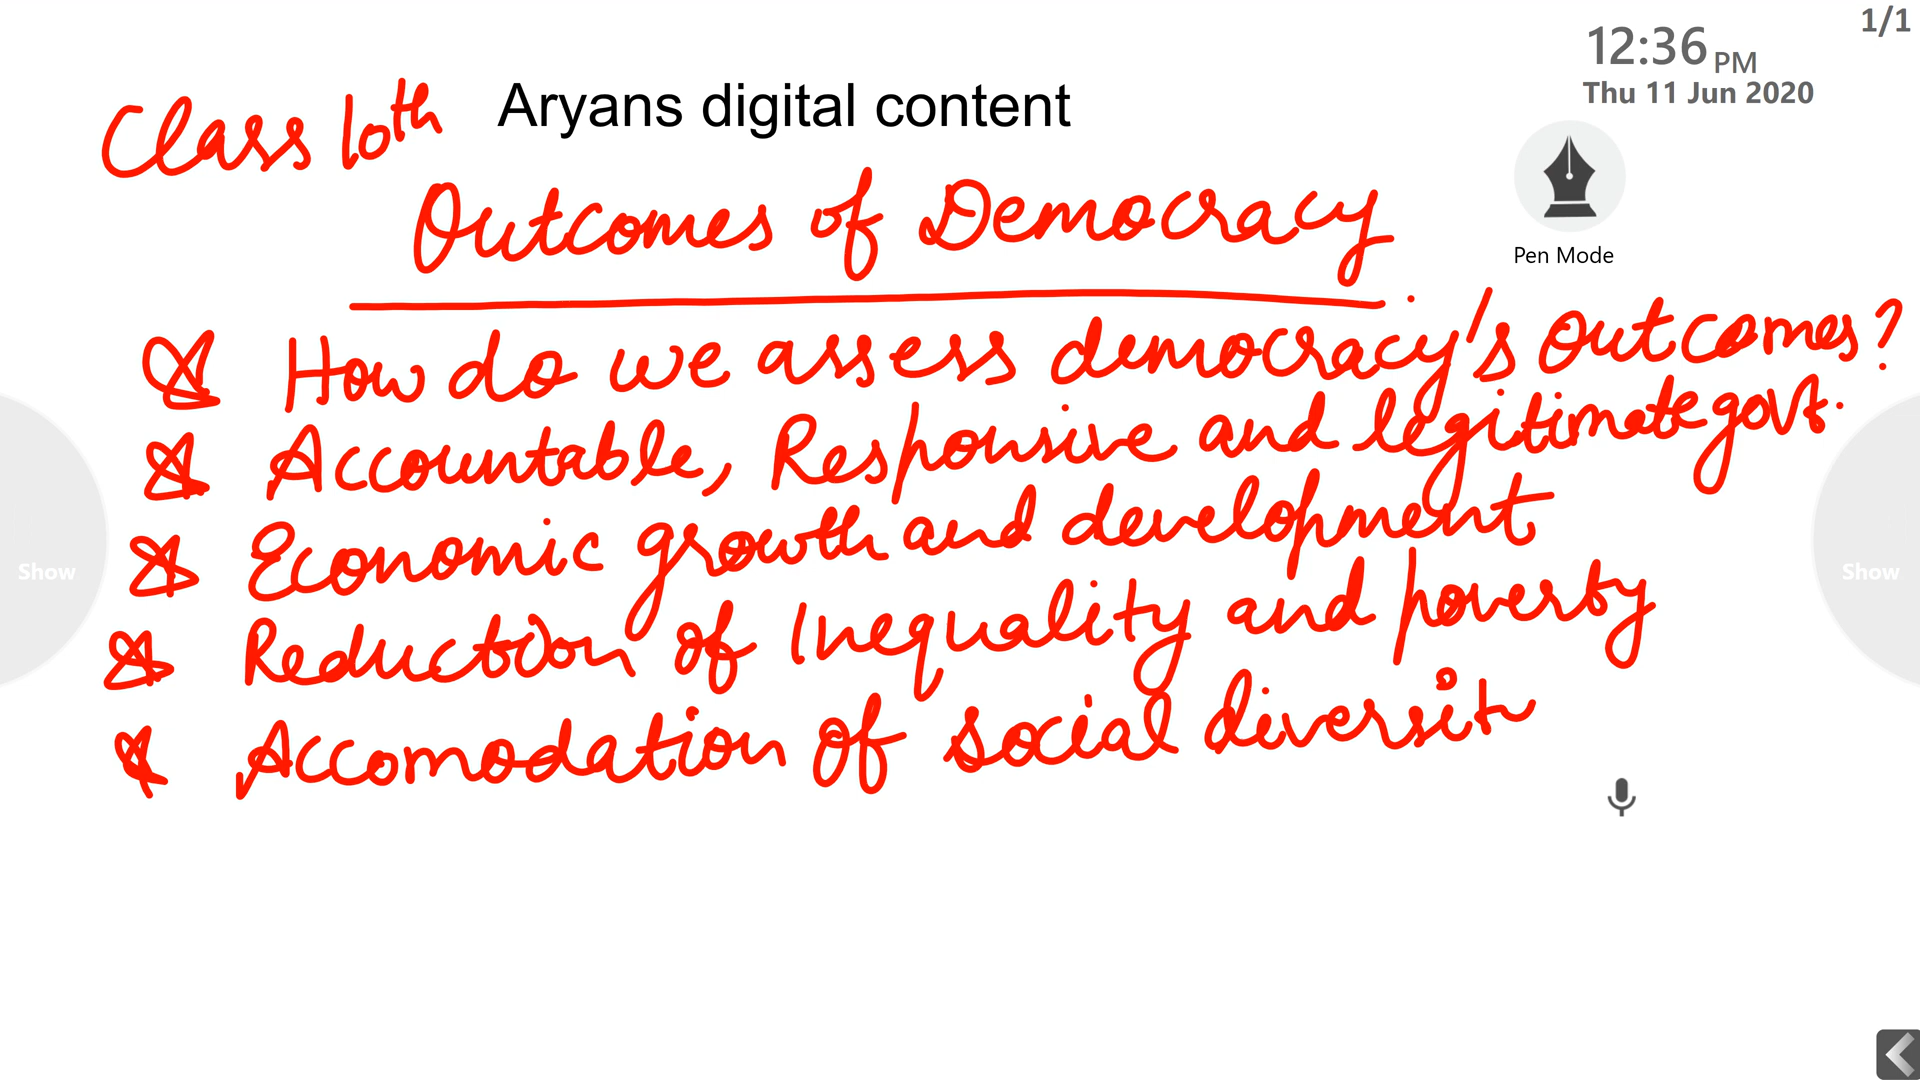 1/1
12:36 PM
Thu 11 Jun 2020
Class 10th Aryans digital content
Outcomes of Democracy
Pen Mode
How do we assess democracy's outcomes?
Accountable, Responsive and legitimate govt.
Economic growth and development
Show
Show
Reduction of Inequality and poverty
Accomodation of social diversit